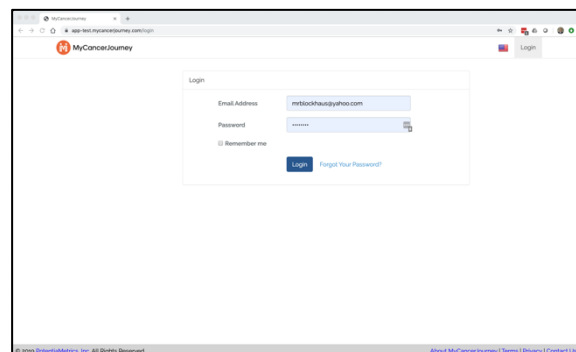 MyCancerJourney
app-test.mycancerjourney.com/login
MyCancerJourney
Login
Login
Email Address
mrblockhaus@yahoo.com
Password
Remember me
Login Forgot Your Password?
© 2019 PotentiaMetrics, Inc. All Rights Reserved.
About MyCancerJourney | Terms | Privacy | Contact Us